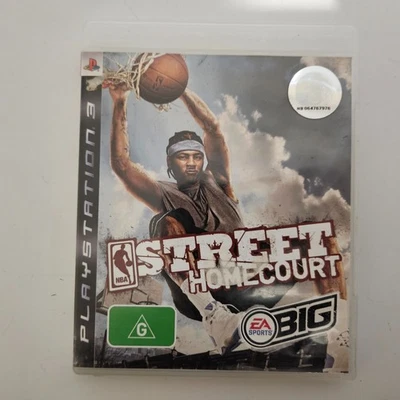 PLAYSTATION 3
NBA
STREET
HOMECOURT
G
EA
SPORTS
BIG